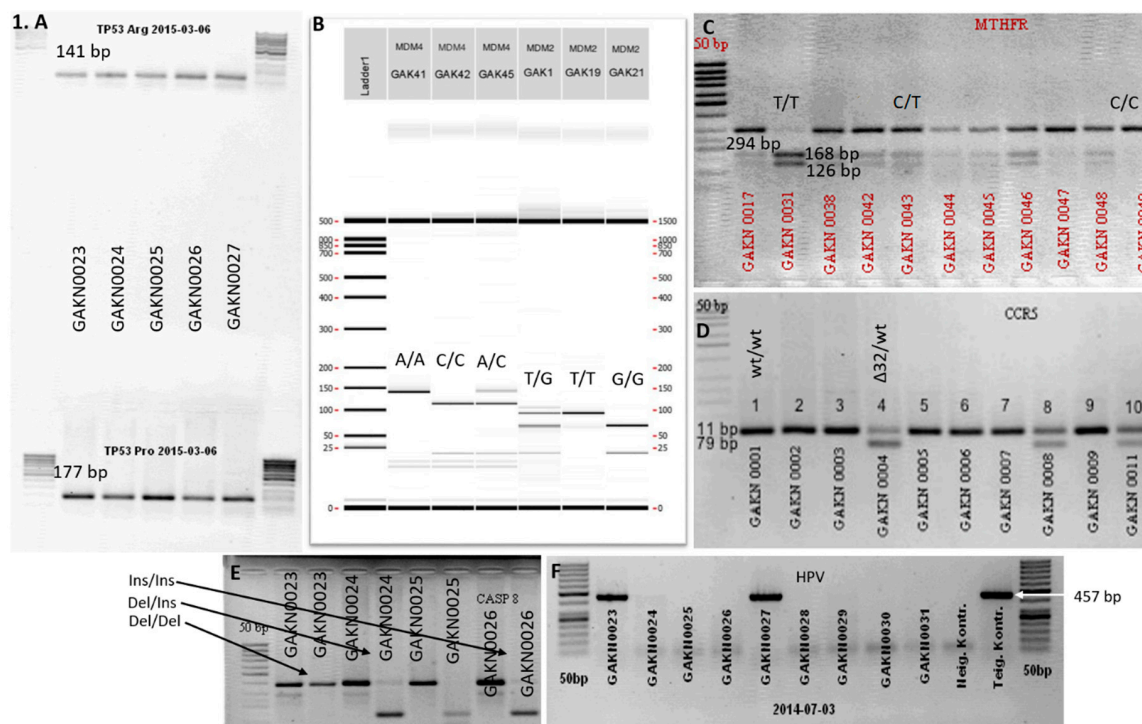 1. A
TP53 Arg 2015-03-06
141 bp
GAKN0023
GAKN0024
GAKN0025
GAKN0026
GAKN0027
TP53 Pro 2015-03-06
177 bp
B
Ladder1
MDM4 MDM4 MDM4 MDM2 MDM2 MDM2
GAK41 GAK42 GAK45 GAK1 GAK19 GAK21
500 1500
000 1000
850 850
700 700
500 500
400 400
300 300
200 200
150 150
100 100
50 50
25 25
0 0
A/A C/C A/C
T/G T/T G/G
C
MTHFR
50 bp
T/T C/T C/C
294 bp
168 bp
126 bp
GAKN 0017
GAKN 0031
GAKN 0038
GAKN 0042
GAKN 0043
GAKN 0044
GAKN 0045
GAKN 0046
GAKN 0047
GAKN 0048
D
50 bp
CCR5
wt/wt
Δ32/wt
1 2 3 4 5 6 7 8 9 10
11 bp
79 bp
GAKN 0001
GAKN 0002
GAKN 0003
GAKN 0004
GAKN 0005
GAKN 0006
GAKN 0007
GAKN 0008
GAKN 0009
GAKN 0011
E
Ins/Ins
Del/Ins
Del/Del
50 bp
GAKN0023
GAKN0023
GAKN0024
GAKN0024
GAKN0025
GAKN0025
CASP 8
GAKN0026
GAKN0026
F
HPV
457 bp
50bp
GAKN0023
GAKN0024
GAKN0025
GAKN0026
GAKN0027
GAKN0028
GAKN0029
GAKN0030
GAKN0031
Neig. Kontr.
Teig. Kontr.
50bp
2014-07-03